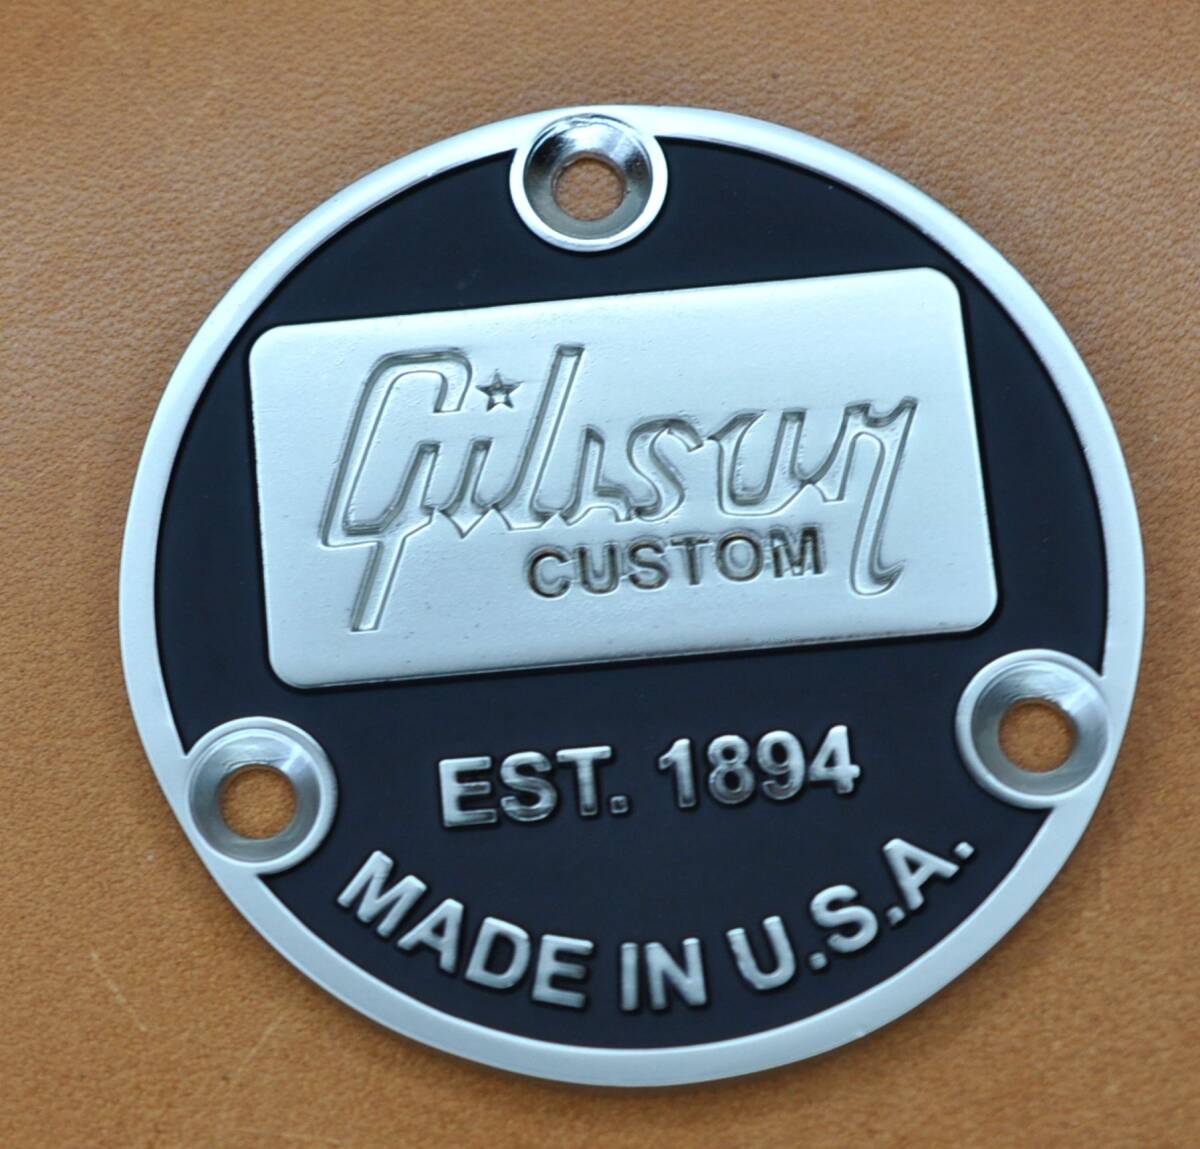 Gibson
CUSTOM
EST. 1894
MADE IN U.S.A.